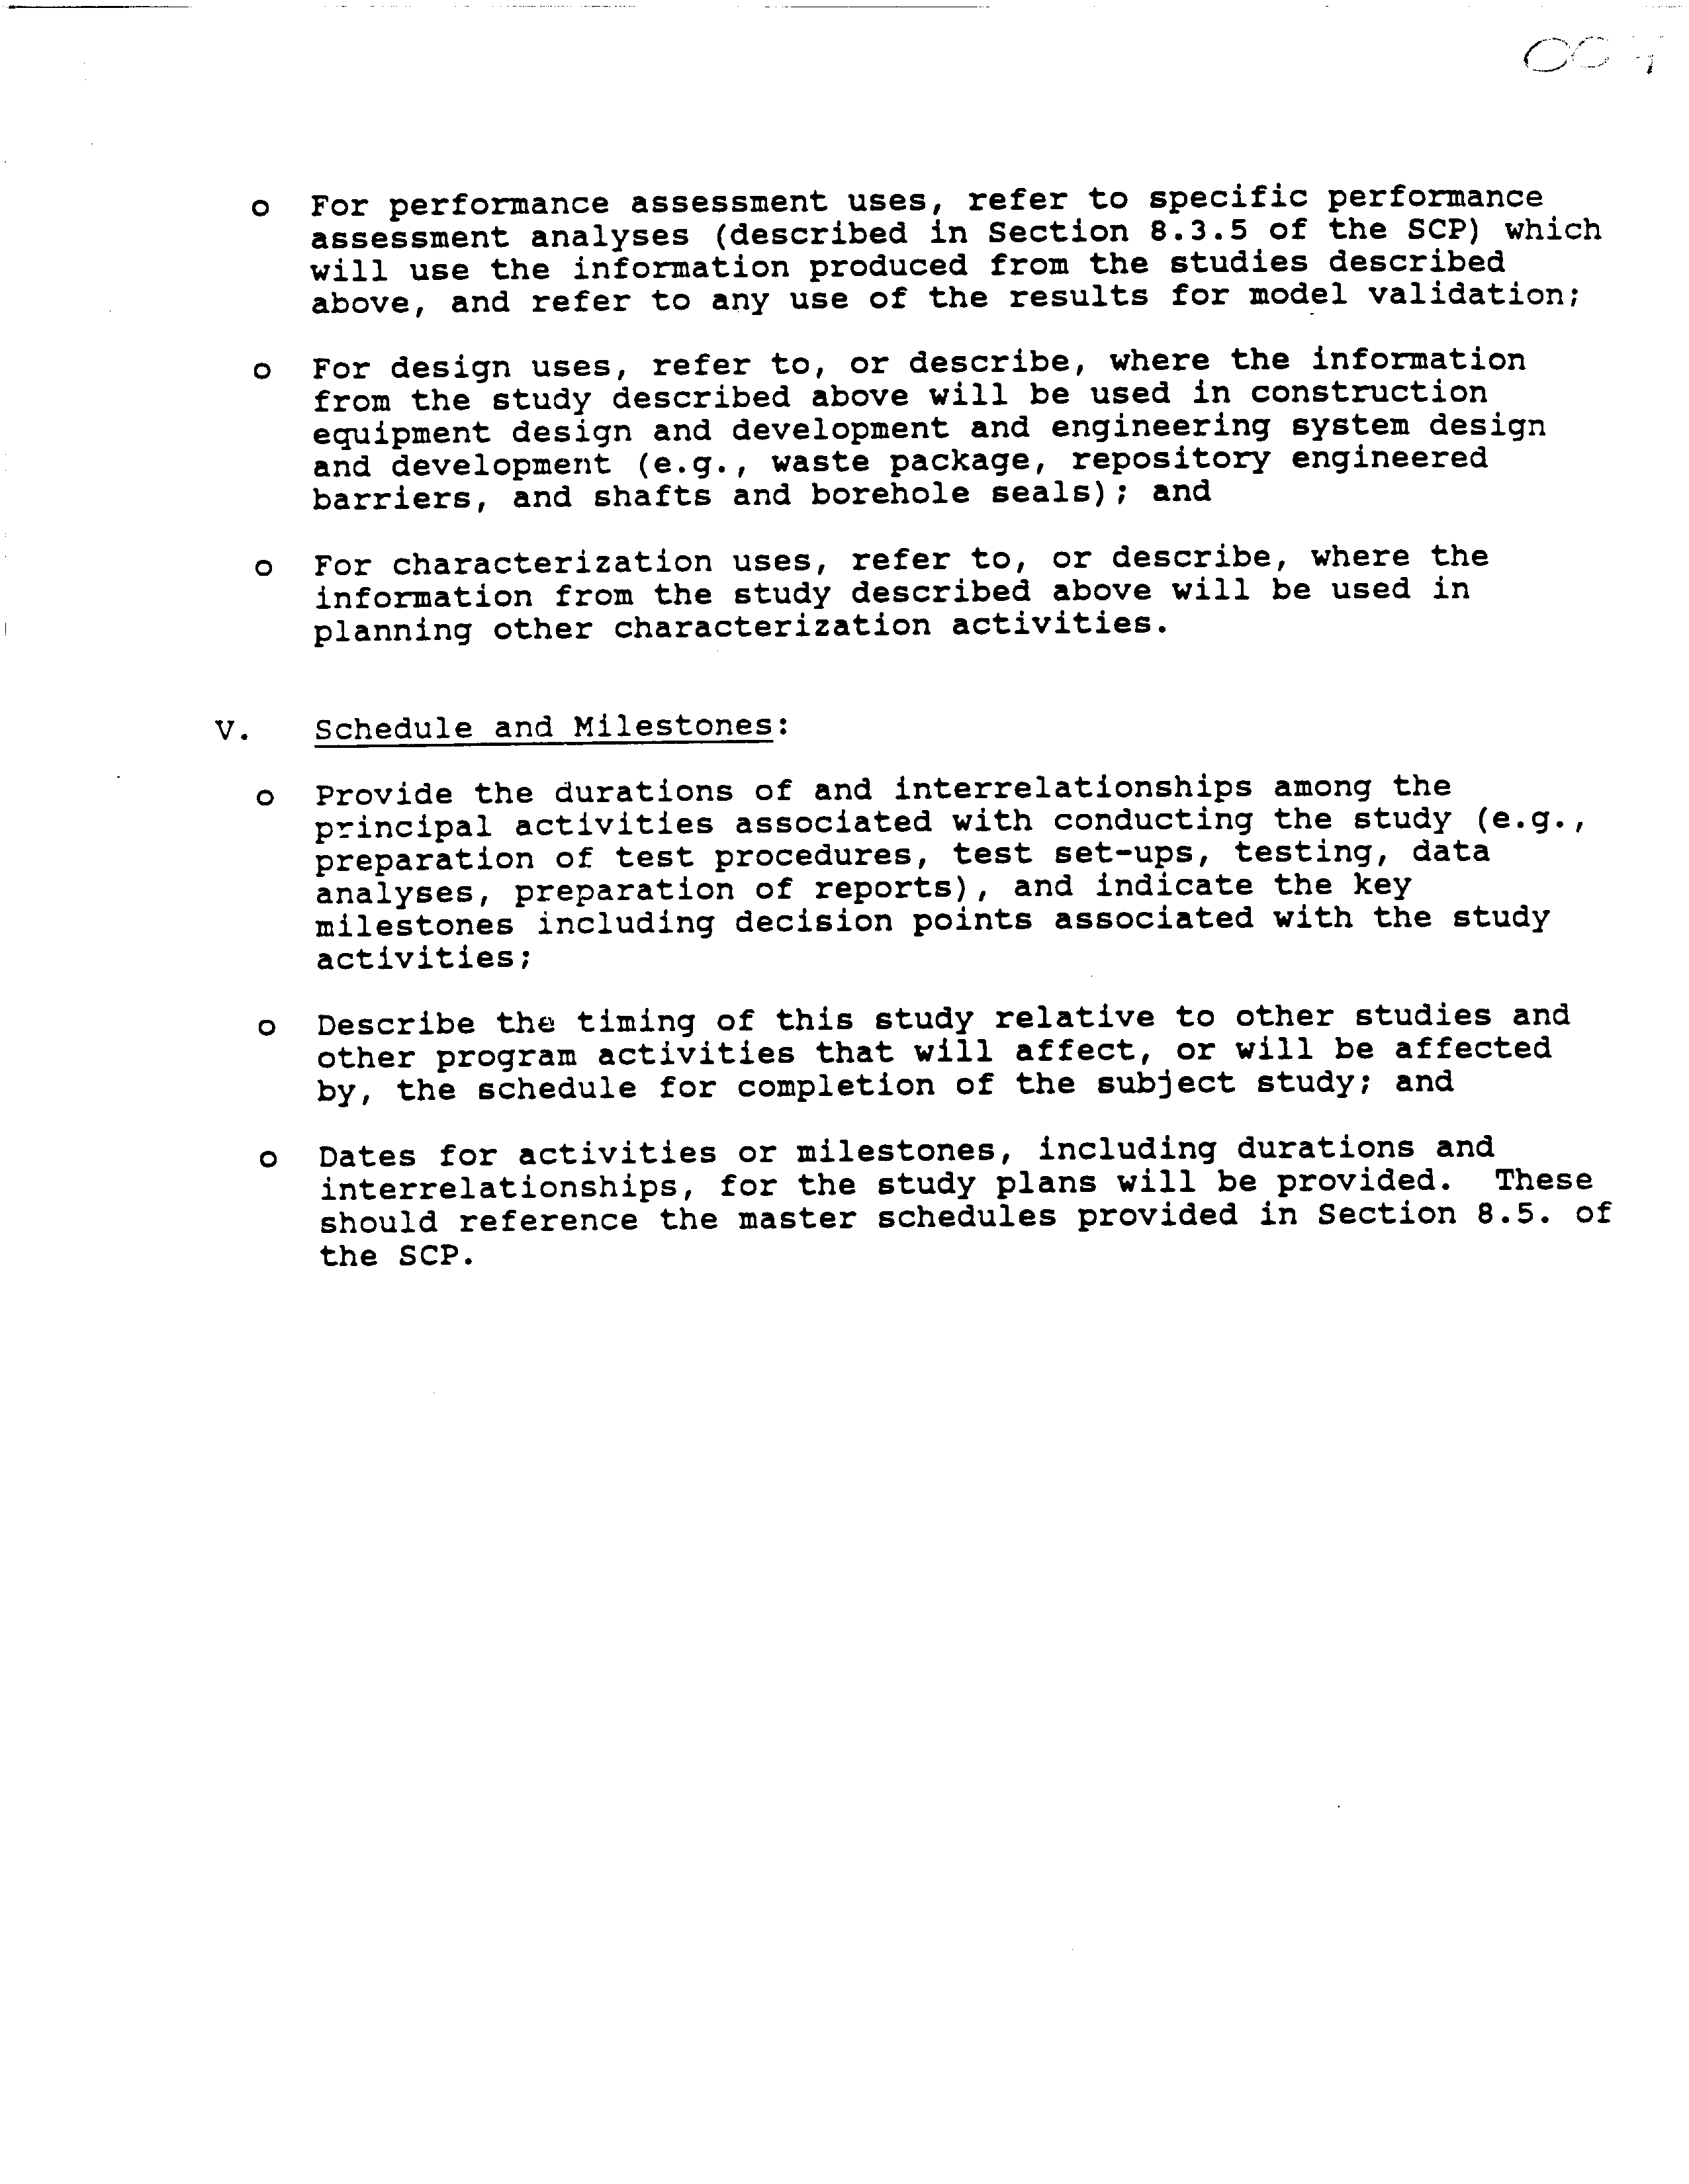 o For performance assessment uses, refer to specific performance
assessment analyses (described in Section 8.3.5 of the SCP) which
will use the information produced from the studies described
above, and refer to any use of the results for model validation;
o For design uses, refer to, or describe, where the information
from the study described above will be used in construction
equipment design and development and engineering system design
and development (e.g., waste package, repository engineered
barriers, and shafts and borehole seals); and
o For characterization uses, refer to, or describe, where the
information from the study described above will be used in
planning other characterization activities.
V. Schedule and Milestones:
o Provide the durations of and interrelationships among the
principal activities associated with conducting the study (e.g.,
preparation of test procedures, test set-ups, testing, data
analyses, preparation of reports), and indicate the key
milestones including decision points associated with the study
activities;
o Describe the timing of this study relative to other studies and
other program activities that will affect, or will be affected
by, the schedule for completion of the subject study; and
o Dates for activities or milestones, including durations and
interrelationships, for the study plans will be provided.  These
should reference the master schedules provided in Section 8.5. of
the SCP.